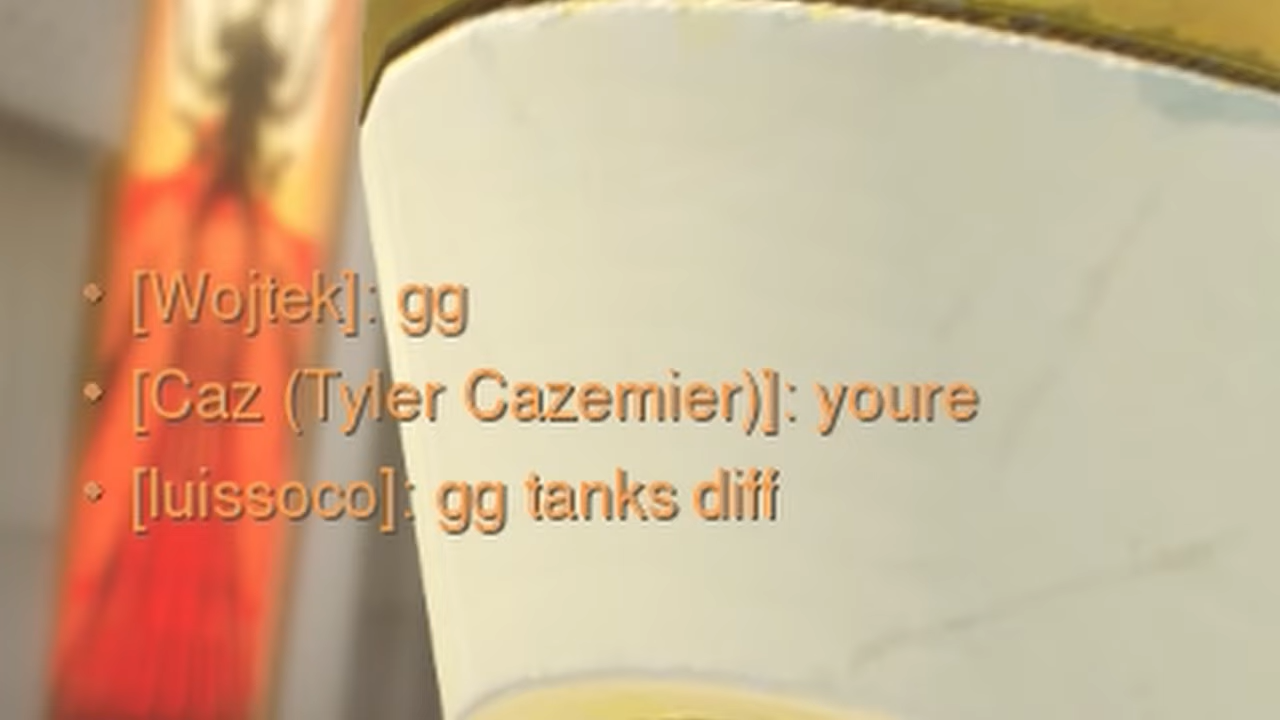 • [Wojtek]: gg
• [Caz (Tyler Cazemier)]: youre
• [luissoco]: gg tanks diff